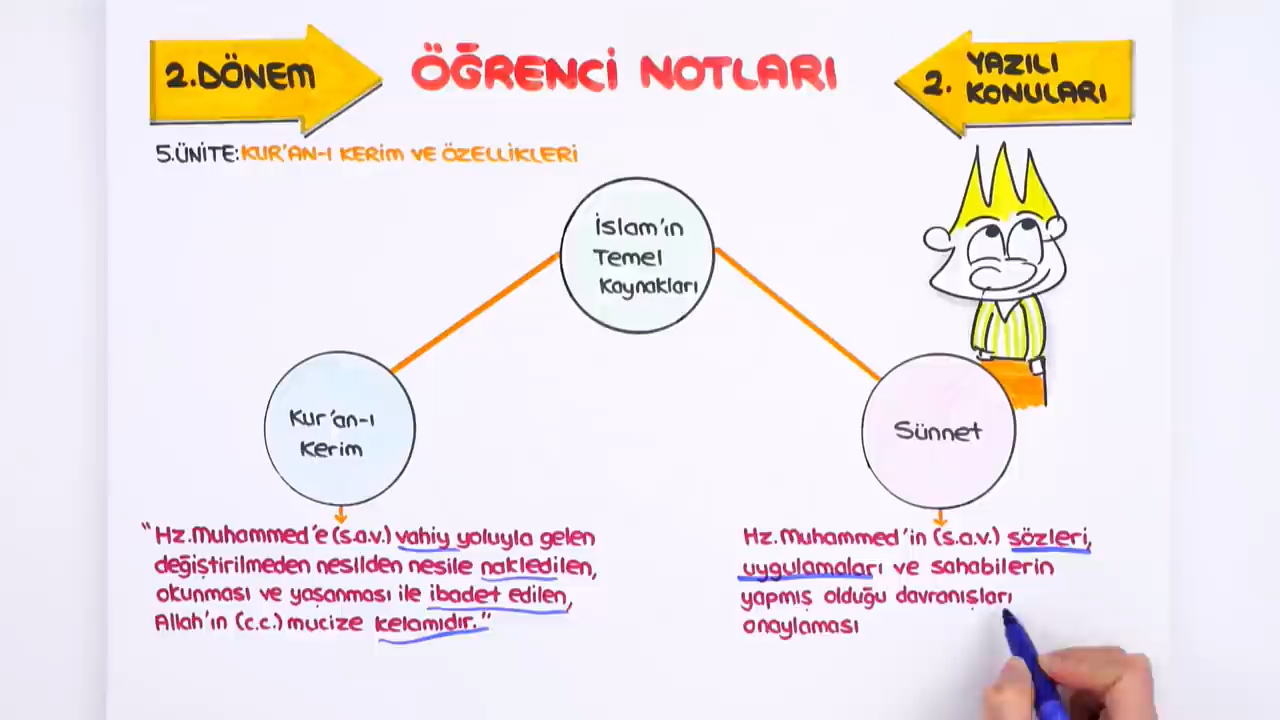 2.DÖNEM
ÖĞRENCİ NOTLARI
2. YAZILI
KONULARI
5.ÜNİTE:KUR'AN-I KERİM VE ÖZELLİKLERİ
İslam'ın
Temel
Kaynakları
Kur'an-ı
Kerim
Sünnet
"Hz.Muhammed'e (s.a.v.) vahiy yoluyla gelen
değiştirilmeden nesilden nesile nakledilen,
okunması ve yaşanması ile ibadet edilen,
Allah'ın (c.c.) mucize kelamıdır."
Hz.Muhammed'in (s.a.v.) sözleri,
uygulamaları ve sahabilerin
yapmış olduğu davranışları
onaylaması